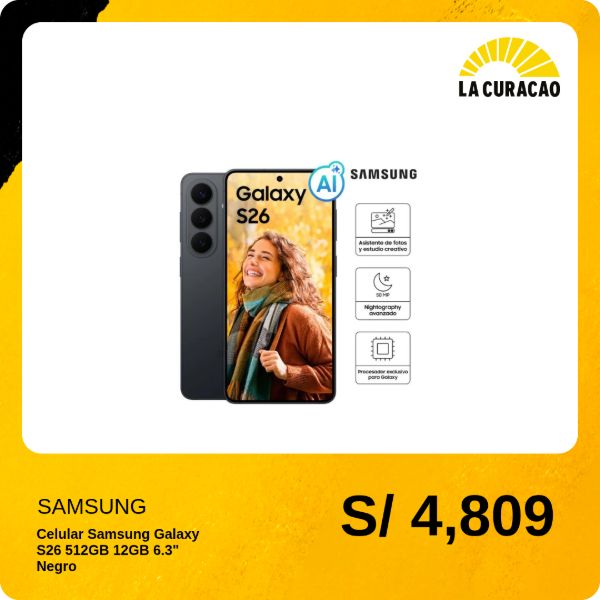 LA CURACAO
Galaxy
S26
AI
SAMSUNG
Asistente de fotos
y estudio creativo
50 MP
Nightography
avanzado
Procesador exclusivo
para Galaxy
SAMSUNG
Celular Samsung Galaxy
S26 512GB 12GB 6.3"
Negro
S/ 4,809